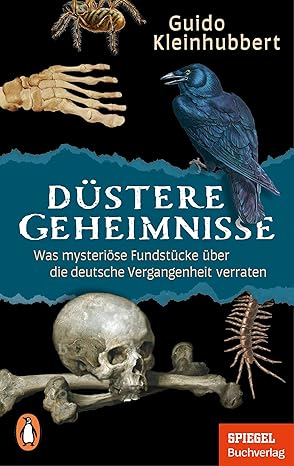 Guido
Kleinhubbert
DÜSTERE
GEHEIMNISSE
Was mysteriöse Fundstücke über
die deutsche Vergangenheit verraten
SPIEGEL
Buchverlag